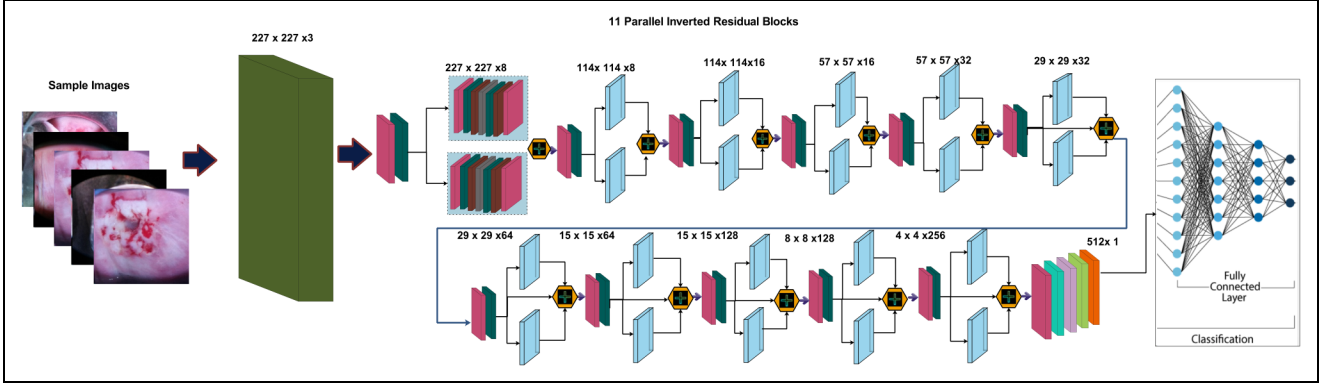 11 Parallel Inverted Residual Blocks
227 x 227 x3
Sample Images
227 x 227 x8
114x 114 x8
114x 114x16
57 x 57 x16
57 x 57 x32
29 x 29 x32
29 x 29 x64
15 x 15 x64
15 x 15 x128
8 x 8 x128
4 x 4 x256
512x 1
Fully
Connected
Layer
Classification